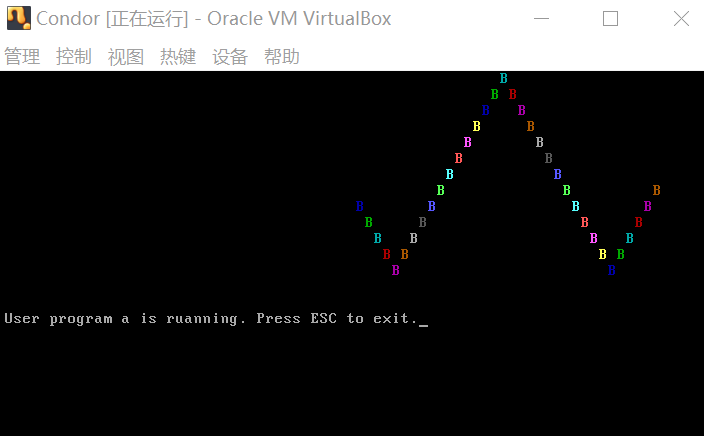 Condor [正在运行] - Oracle VM VirtualBox
管理 控制 视图 热键 设备 帮助
B
B B
B B
B B
B B
B B
B B
B B B
B B B B
B B B B
B B B B
B B B B
B B
User program a is ruanning. Press ESC to exit._